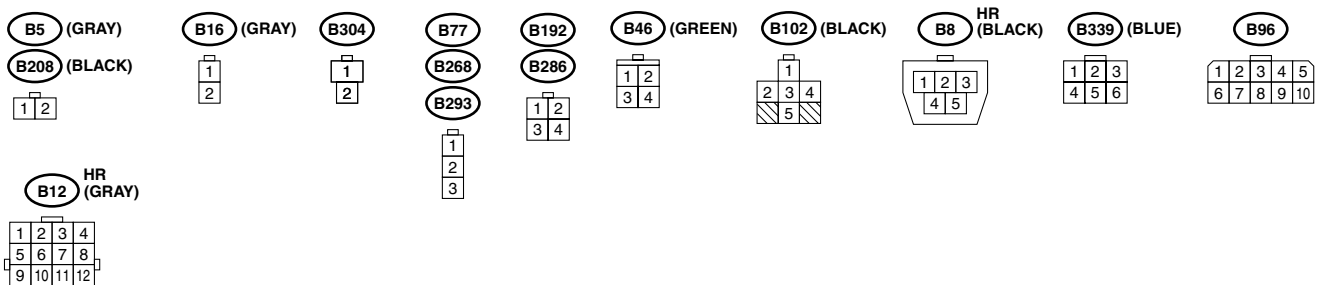 B5 (GRAY)
B208 (BLACK)
1 2
B16 (GRAY)
1
2
B304
1
2
B77
B268
B293
1
2
3
B192
B286
1 2
3 4
B46 (GREEN)
1 2
3 4
B102 (BLACK)
1
2 3 4
5
B8 HR (BLACK)
1 2 3
4 5
B339 (BLUE)
1 2 3
4 5 6
B96
1 2 3 4 5
6 7 8 9 10
B12 HR (GRAY)
1 2 3 4
5 6 7 8
9 10 11 12